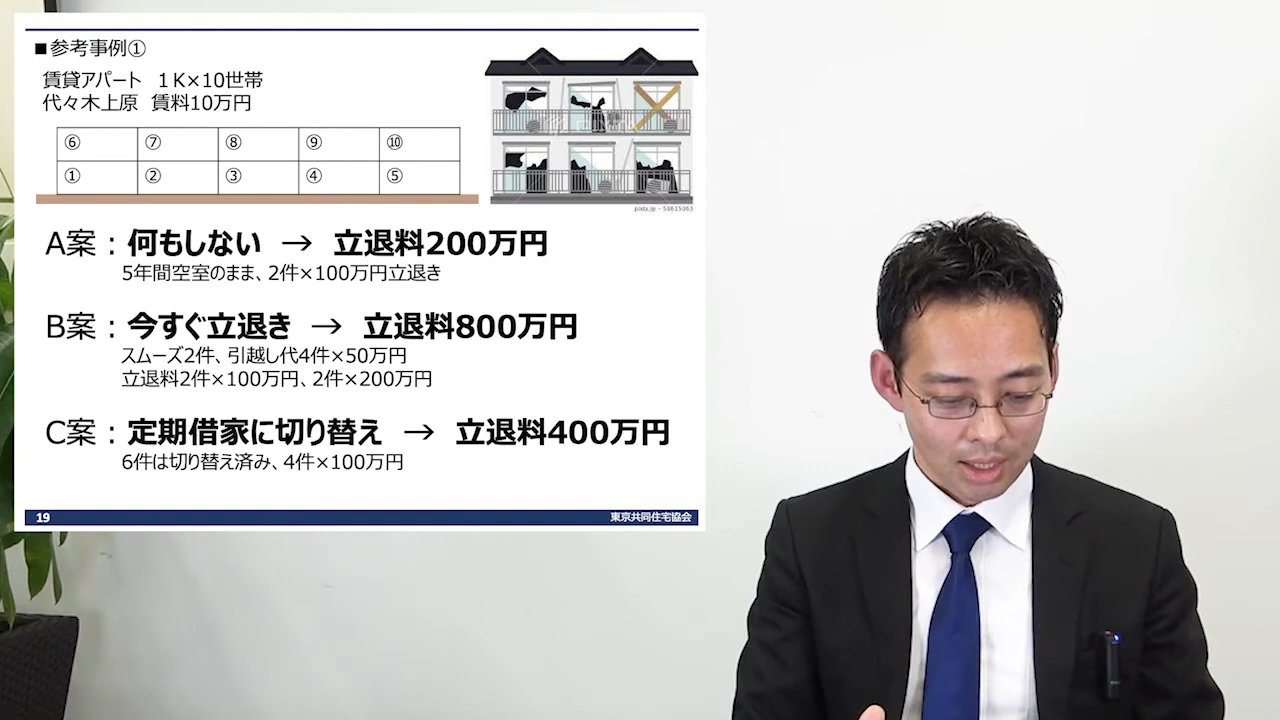 ■参考事例①
賃貸アパート １K×10世帯
代々木上原 賃料10万円
⑥ ⑦ ⑧ ⑨ ⑩
① ② ③ ④ ⑤
pixta.jp - 58615063
A案：何もしない → 立退料200万円
5年間空室のまま、2件×100万円立退き
B案：今すぐ立退き → 立退料800万円
スムーズ2件、引越し代4件×50万円
立退料2件×100万円、2件×200万円
C案：定期借家に切り替え → 立退料400万円
6件は切り替え済み、4件×100万円
19 東京共同住宅協会